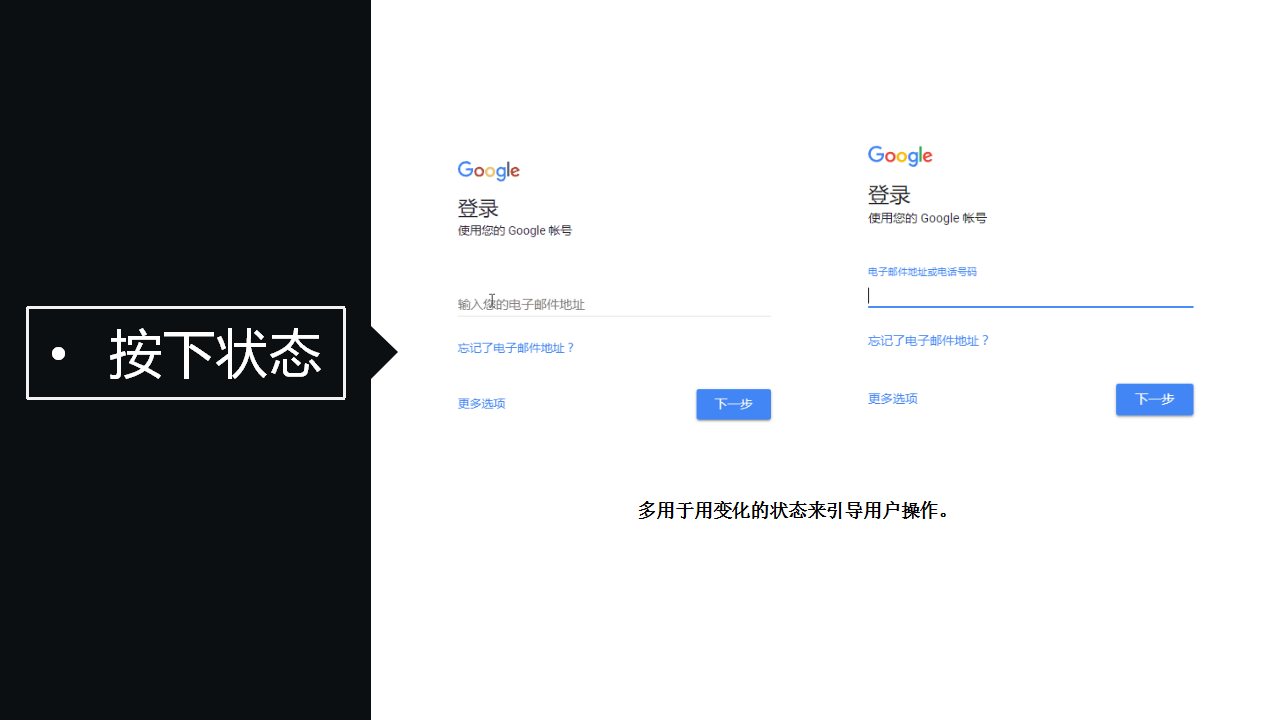 • 按下状态
Google
登录
使用您的 Google 帐号
输入您的电子邮件地址
忘记了电子邮件地址？
更多选项
下一步
Google
登录
使用您的 Google 帐号
电子邮件地址或电话号码
忘记了电子邮件地址？
更多选项
下一步
多用于用变化的状态来引导用户操作。